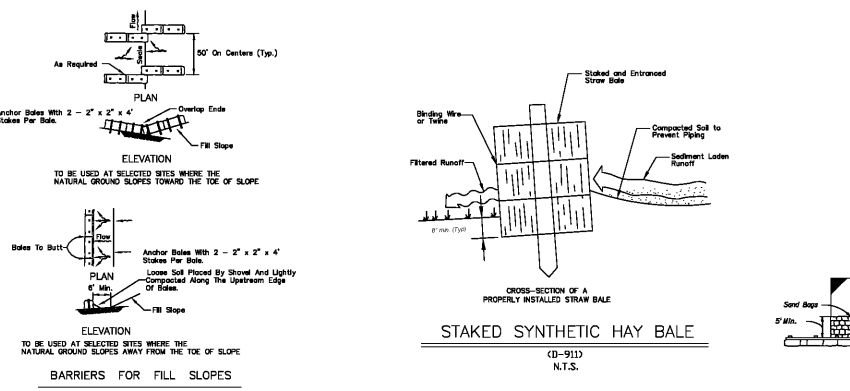 Flow
Swale
50' On Centers (Typ.)
As Required
PLAN
Anchor Bales With 2 - 2" x 2" x 4'
Stakes Per Bale.
Overlap Ends
Fill Slope
ELEVATION
TO BE USED AT SELECTED SITES WHERE THE
NATURAL GROUND SLOPES TOWARD THE TOE OF SLOPE
Bales To Butt
Flow
Anchor Bales With 2 - 2" x 2" x 4'
Stakes Per Bale.
PLAN
6' Min.
Loose Soil Placed By Shovel And Lightly
Compacted Along The Upstream Edge
Of Bales.
Fill Slope
ELEVATION
TO BE USED AT SELECTED SITES WHERE THE
NATURAL GROUND SLOPES AWAY FROM THE TOE OF SLOPE
BARRIERS FOR FILL SLOPES
Staked and Entranced
Straw Bale
Binding Wire
or Twine
Compacted Soil to
Prevent Piping
Filtered Runoff
Sediment Laden
Runoff
8" min. (Typ)
CROSS-SECTION OF A
PROPERLY INSTALLED STRAW BALE
STAKED SYNTHETIC HAY BALE
(D-911)
N.T.S.
Sand Bags
5' Min.